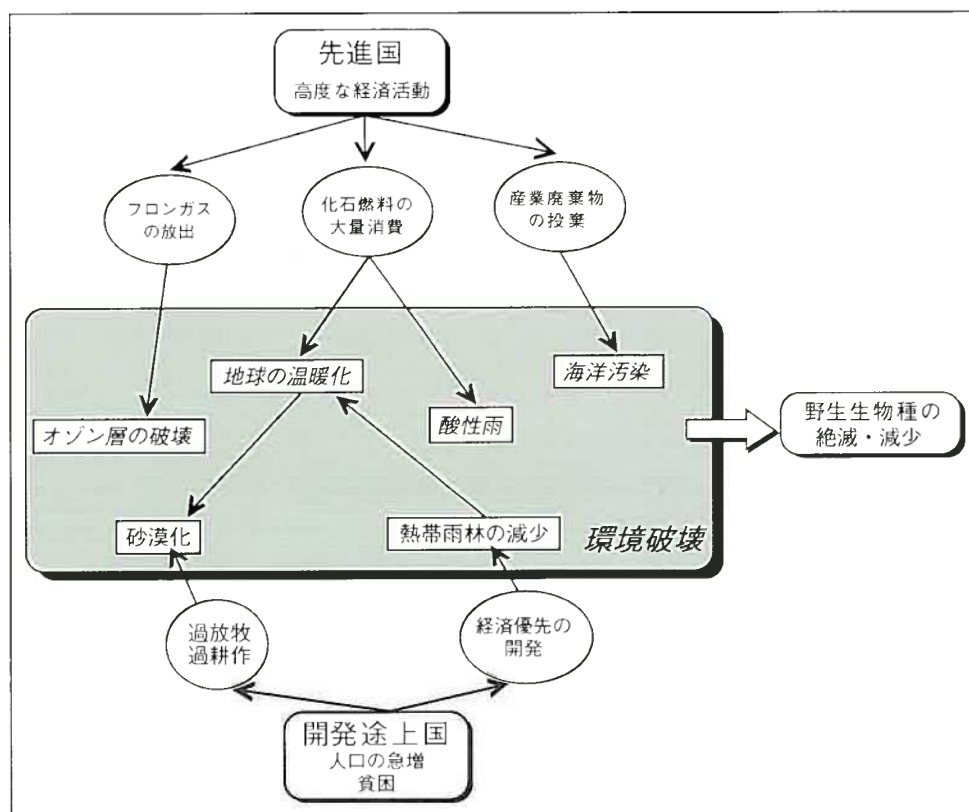 先進国
高度な経済活動
フロンガス
の放出
化石燃料の
大量消費
産業廃棄物
の投棄
地球の温暖化
海洋汚染
オゾン層の破壊
酸性雨
野生生物種の
絶滅・減少
砂漠化
熱帯雨林の減少
環境破壊
過放牧
過耕作
経済優先の
開発
開発途上国
人口の急増
貧困